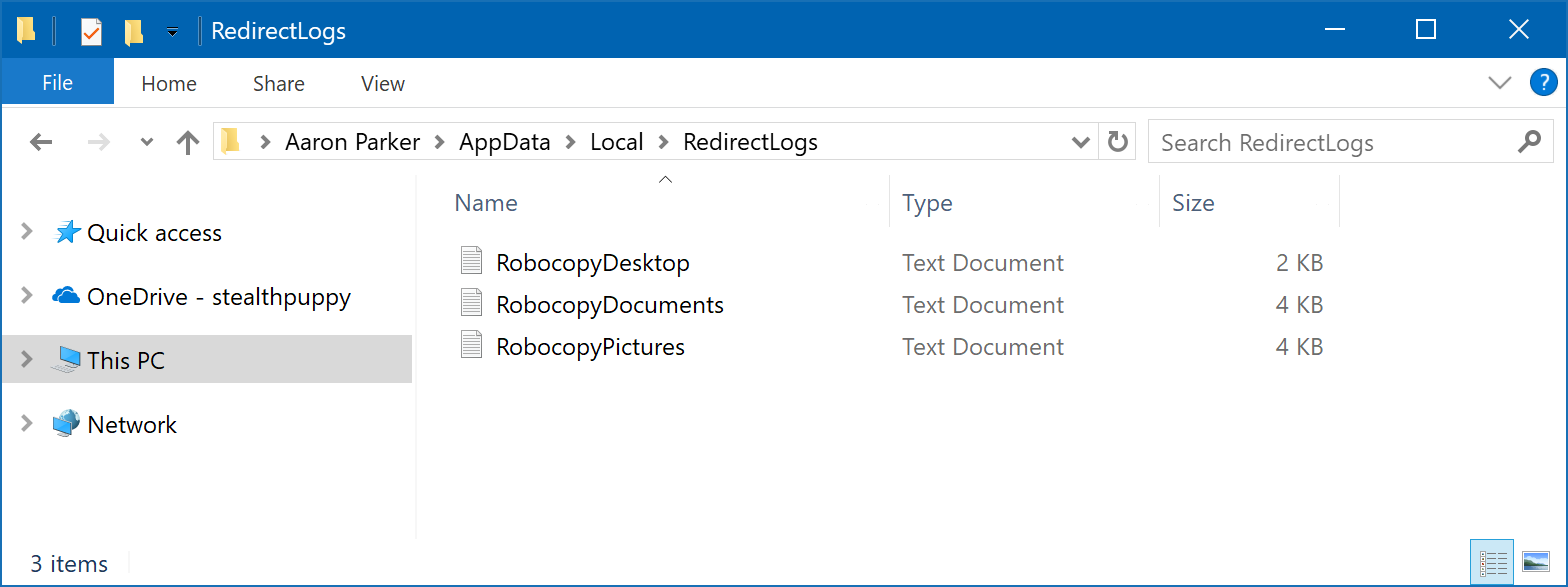 RedirectLogs
File Home Share View ?
Aaron Parker AppData Local RedirectLogs Search RedirectLogs
Name Type Size
Quick access
OneDrive - stealthpuppy
This PC
Network
RobocopyDesktop Text Document 2 KB
RobocopyDocuments Text Document 4 KB
RobocopyPictures Text Document 4 KB
3 items